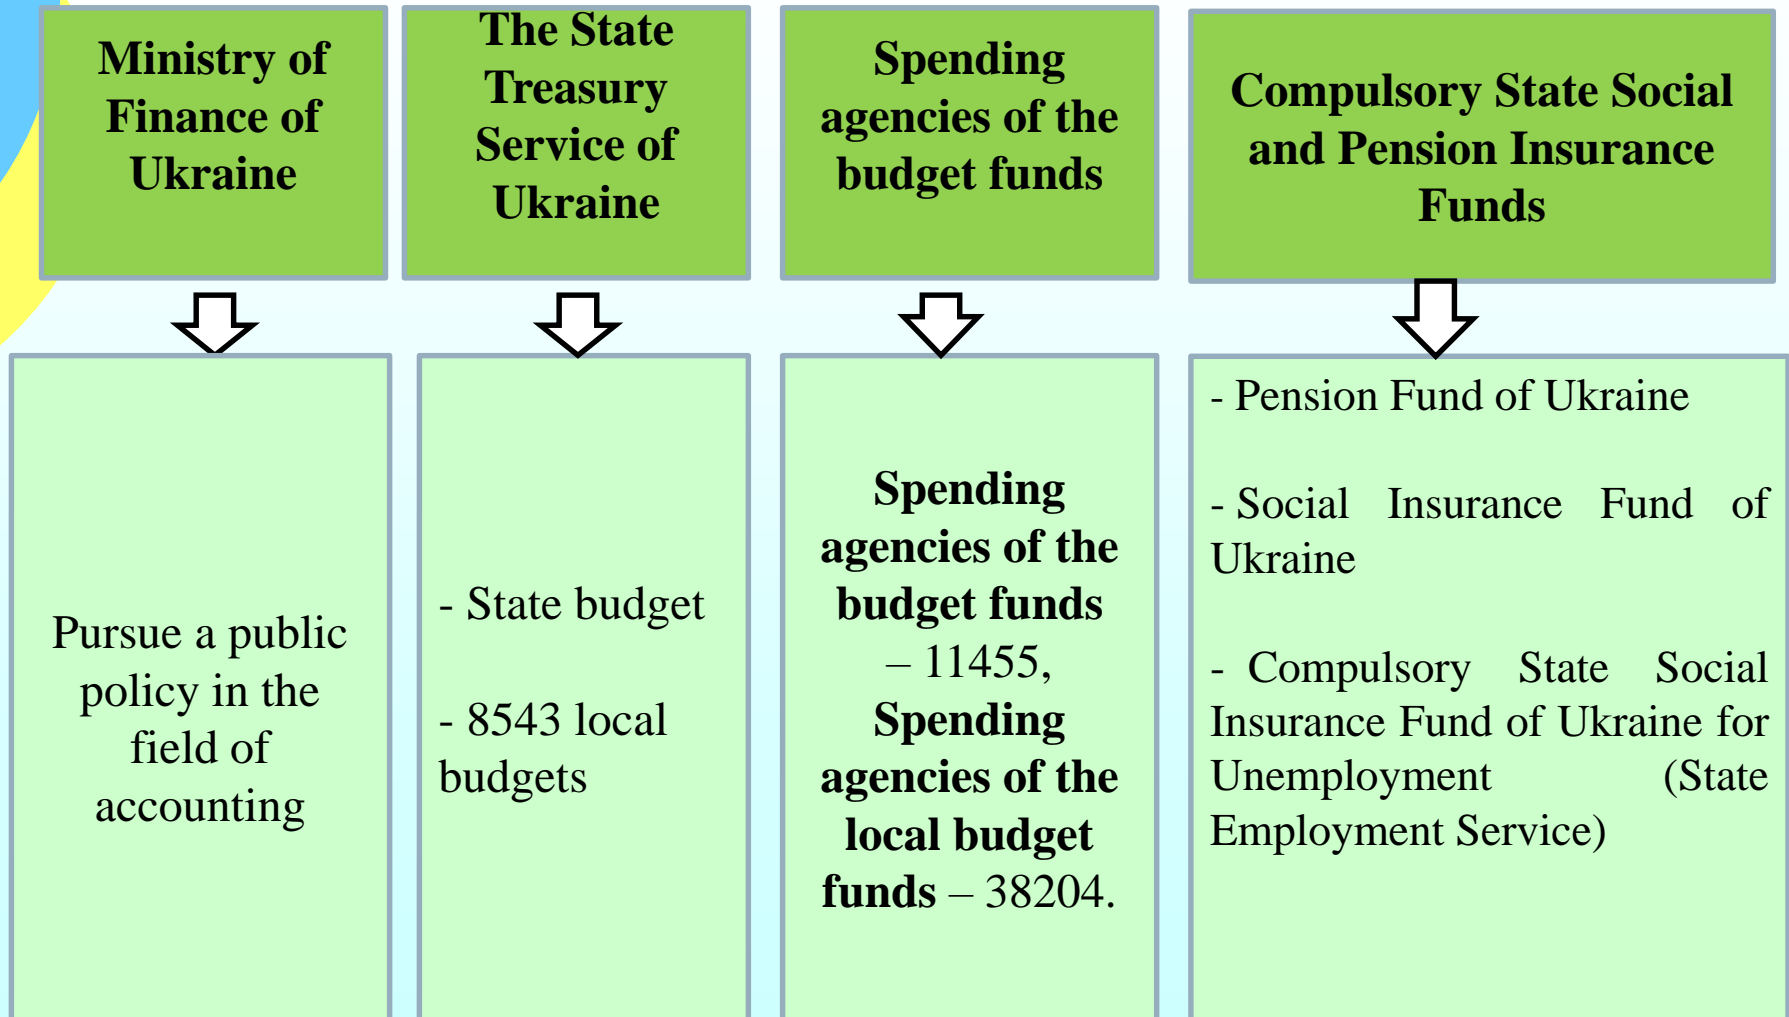 Ministry of
Finance of
Ukraine
The State
Treasury
Service of
Ukraine
Spending
agencies of the
budget funds
Compulsory State Social
and Pension Insurance
Funds
Pursue a public
policy in the
field of
accounting
- State budget
- 8543 local
budgets
Spending
agencies of the
budget funds
– 11455,
Spending
agencies of the
local budget
funds – 38204.
- Pension Fund of Ukraine
- Social Insurance Fund of
Ukraine
- Compulsory State Social
Insurance Fund of Ukraine for
Unemployment (State
Employment Service)